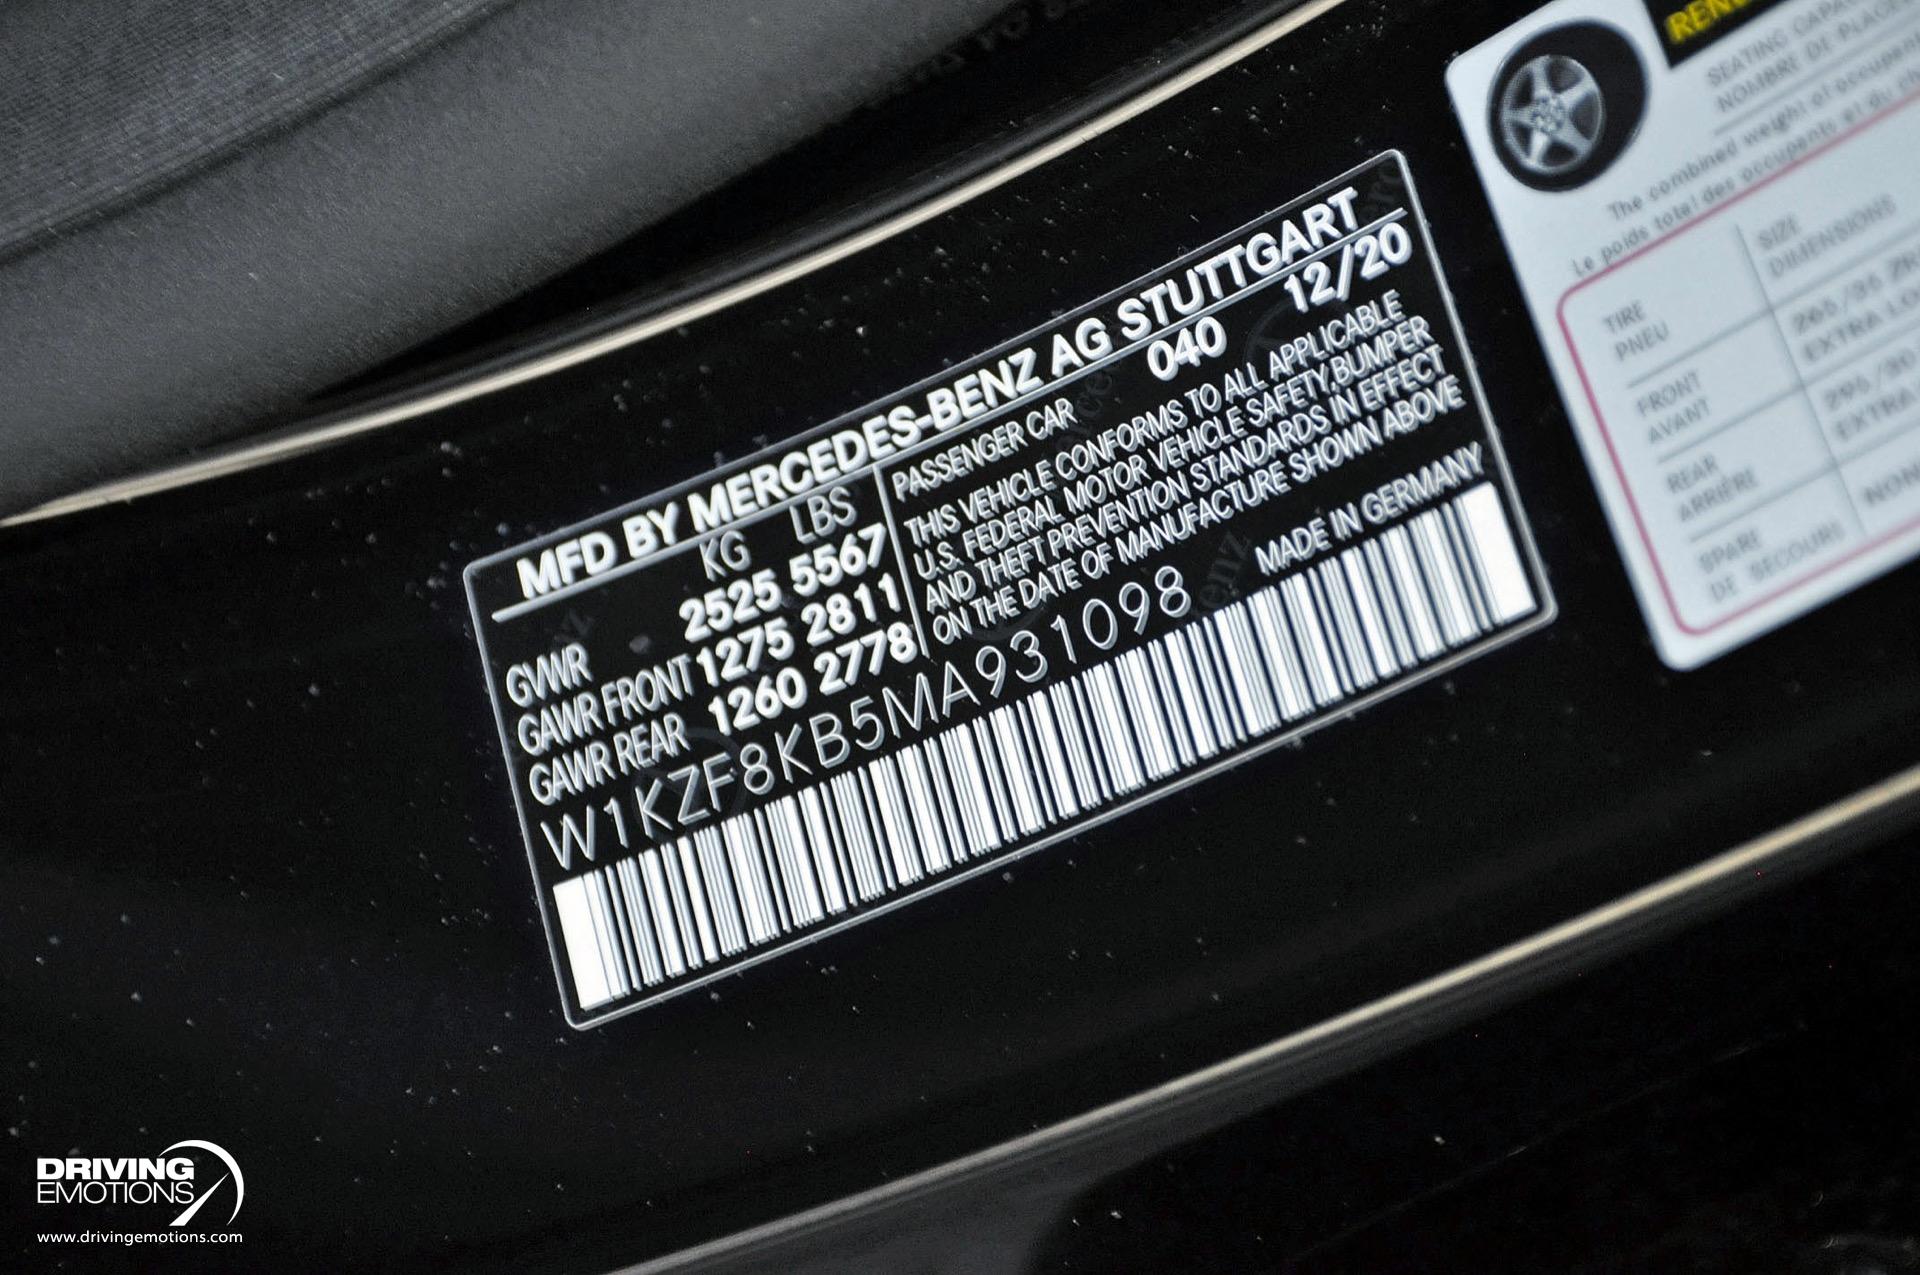 MFD BY MERCEDES-BENZ AG STUTTGART
KG LBS
GVWR 2525 5567
GAWR FRONT 1275 2811
GAWR REAR 1260 2778
040 12/20
PASSENGER CAR
THIS VEHICLE CONFORMS TO ALL APPLICABLE
U.S. FEDERAL MOTOR VEHICLE SAFETY,BUMPER
AND THEFT PREVENTION STANDARDS IN EFFECT
ON THE DATE OF MANUFACTURE SHOWN ABOVE
W1KZF8KB5MA931098 MADE IN GERMANY
SEATING
NOMBRE DE
The combined weight of
Le poids total des occupants et du
TIRE
PNEU
SIZE
DIMENSIONS
FRONT
AVANT
EXTRA
REAR
ARRIÈRE
EXTRA
SPARE
DE SECOURS
DRIVING
EMOTIONS
www.drivingemotions.com